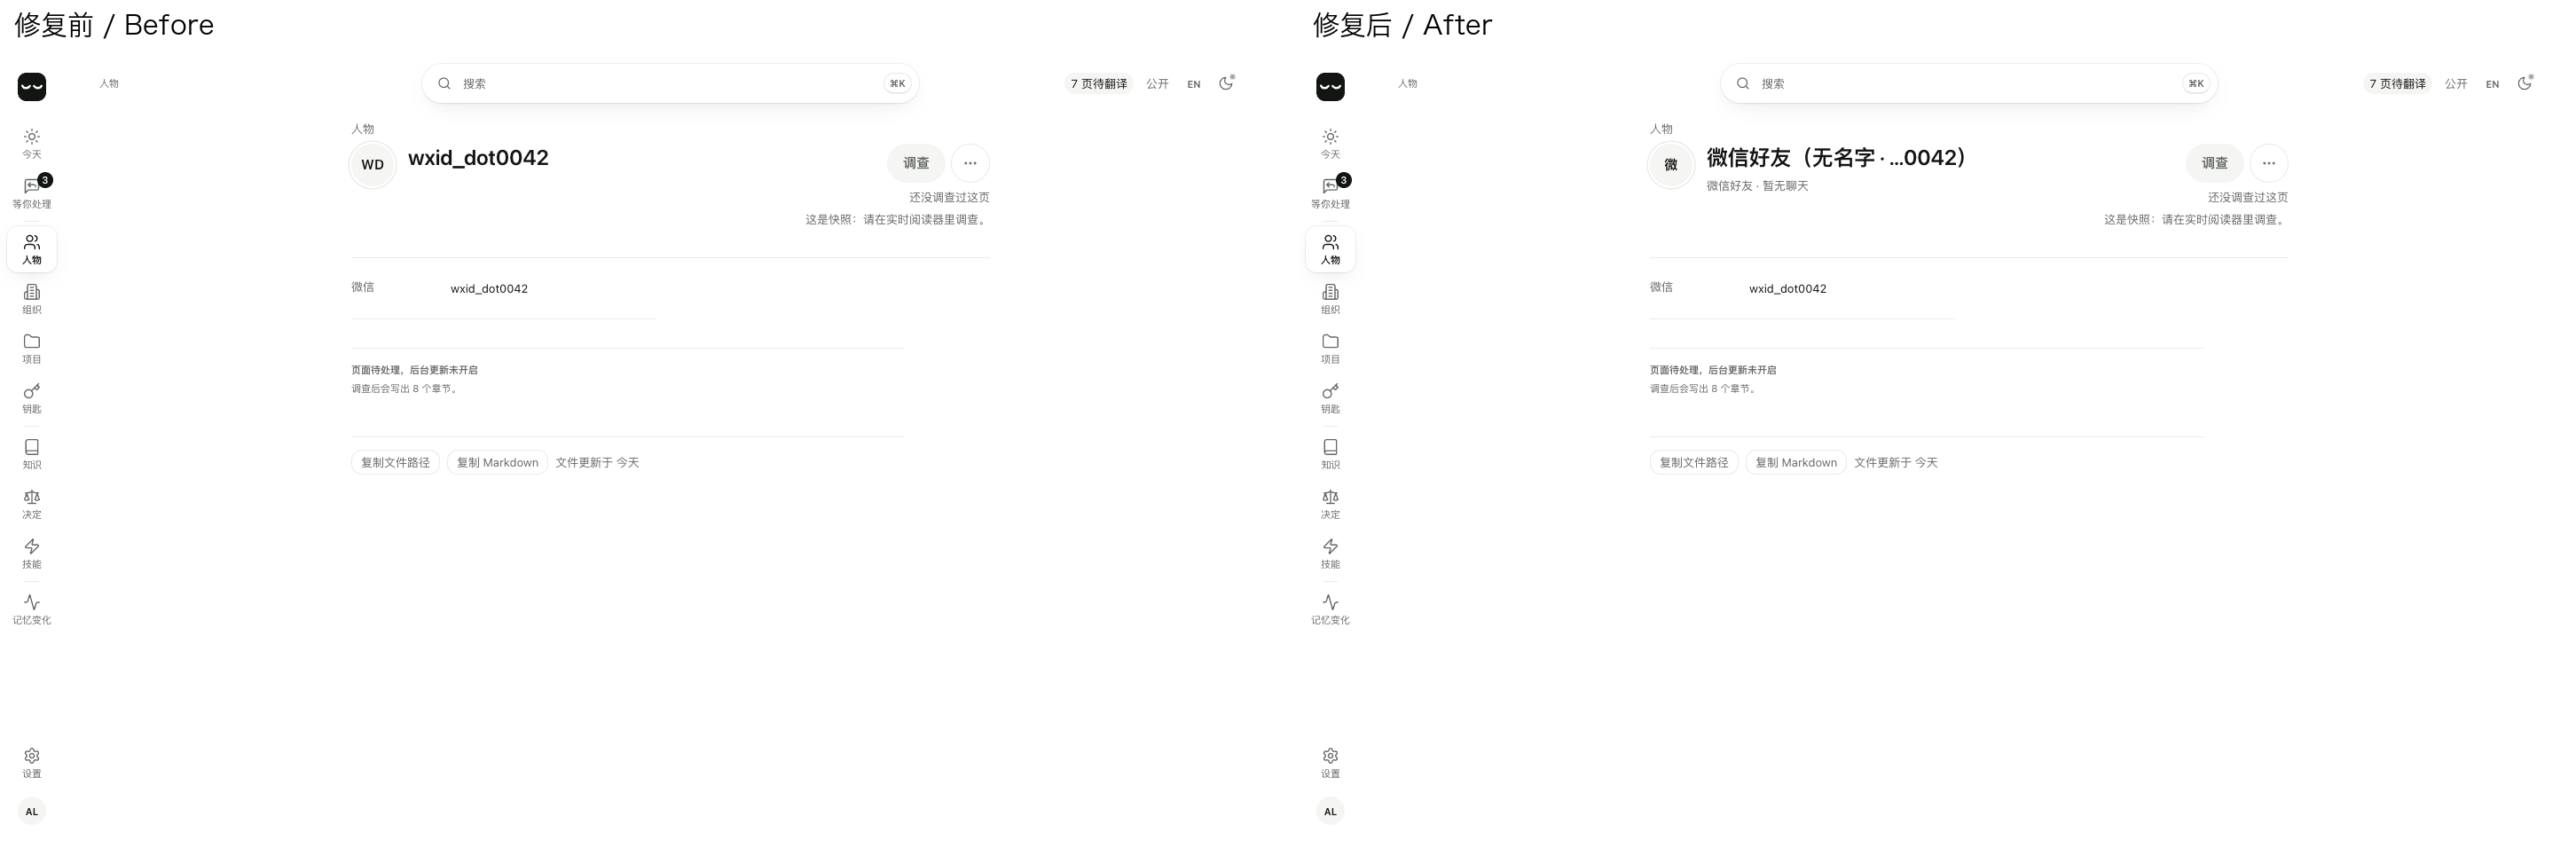 修复前 / Before
人物
搜索
⌘K
7 页待翻译
公开
EN
今天
3
等你处理
人物
组织
项目
钥匙
知识
决定
技能
记忆变化
设置
AL
人物
WD
wxid_dot0042
调查
还没调查过这页
这是快照：请在实时阅读器里调查。
微信
wxid_dot0042
页面待处理，后台更新未开启
调查后会写出 8 个章节。
复制文件路径
复制 Markdown
文件更新于 今天
修复后 / After
人物
搜索
⌘K
7 页待翻译
公开
EN
今天
3
等你处理
人物
组织
项目
钥匙
知识
决定
技能
记忆变化
设置
AL
人物
微
微信好友（无名字 · …0042）
微信好友 · 暂无聊天
调查
还没调查过这页
这是快照：请在实时阅读器里调查。
微信
wxid_dot0042
页面待处理，后台更新未开启
调查后会写出 8 个章节。
复制文件路径
复制 Markdown
文件更新于 今天